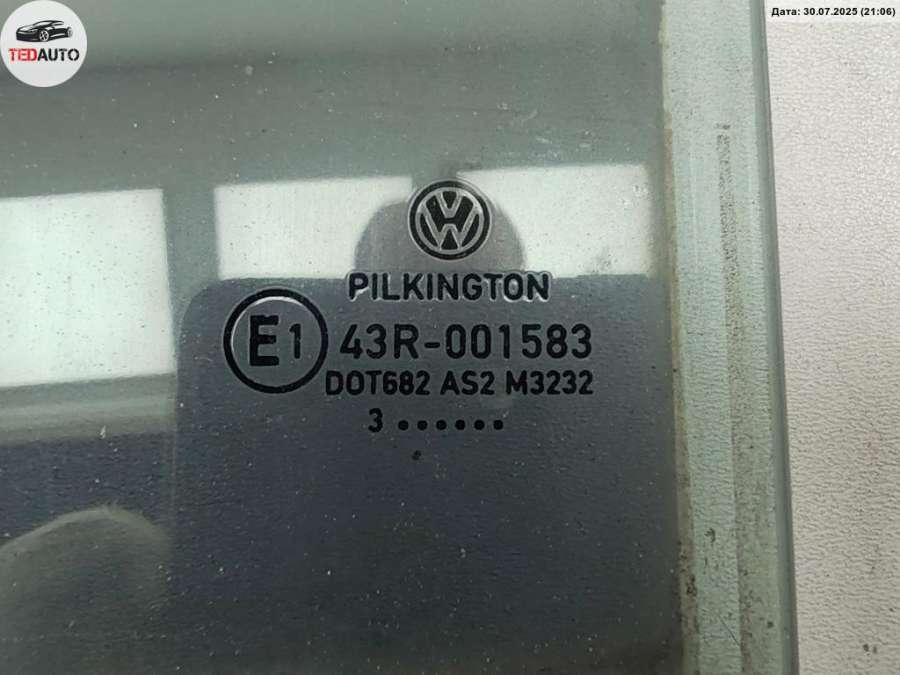 TEDAUTO
Дата: 30.07.2025 (21:06)
PILKINGTON
E1 43R-001583
DOT682 AS2 M3232
3 ••••••